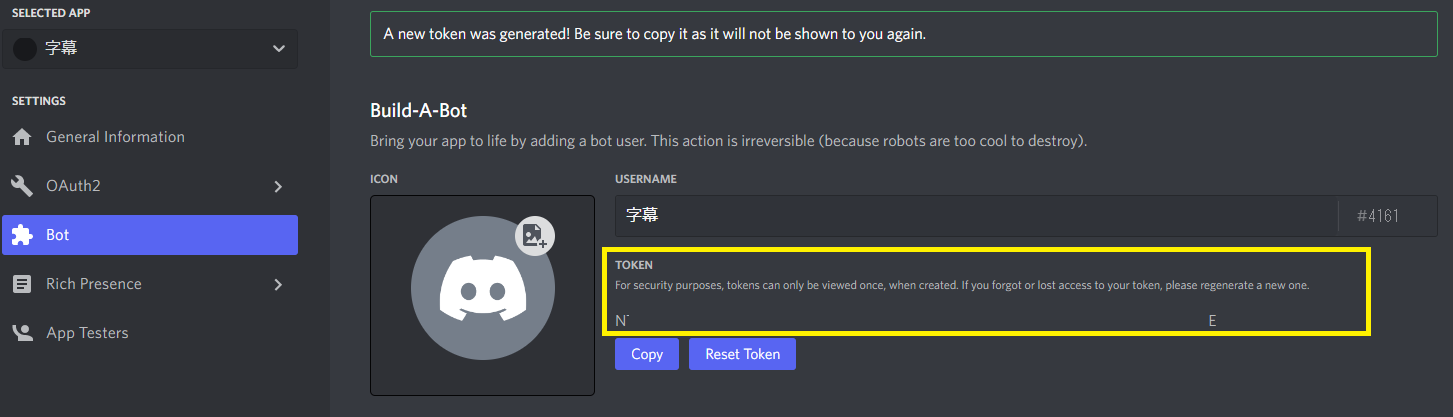 SELECTED APP
字幕
SETTINGS
General Information
OAuth2
Bot
Rich Presence
App Testers
A new token was generated! Be sure to copy it as it will not be shown to you again.
Build-A-Bot
Bring your app to life by adding a bot user. This action is irreversible (because robots are too cool to destroy).
ICON
USERNAME
字幕 #4161
TOKEN
For security purposes, tokens can only be viewed once, when created. If you forgot or lost access to your token, please regenerate a new one.
N E
Copy Reset Token